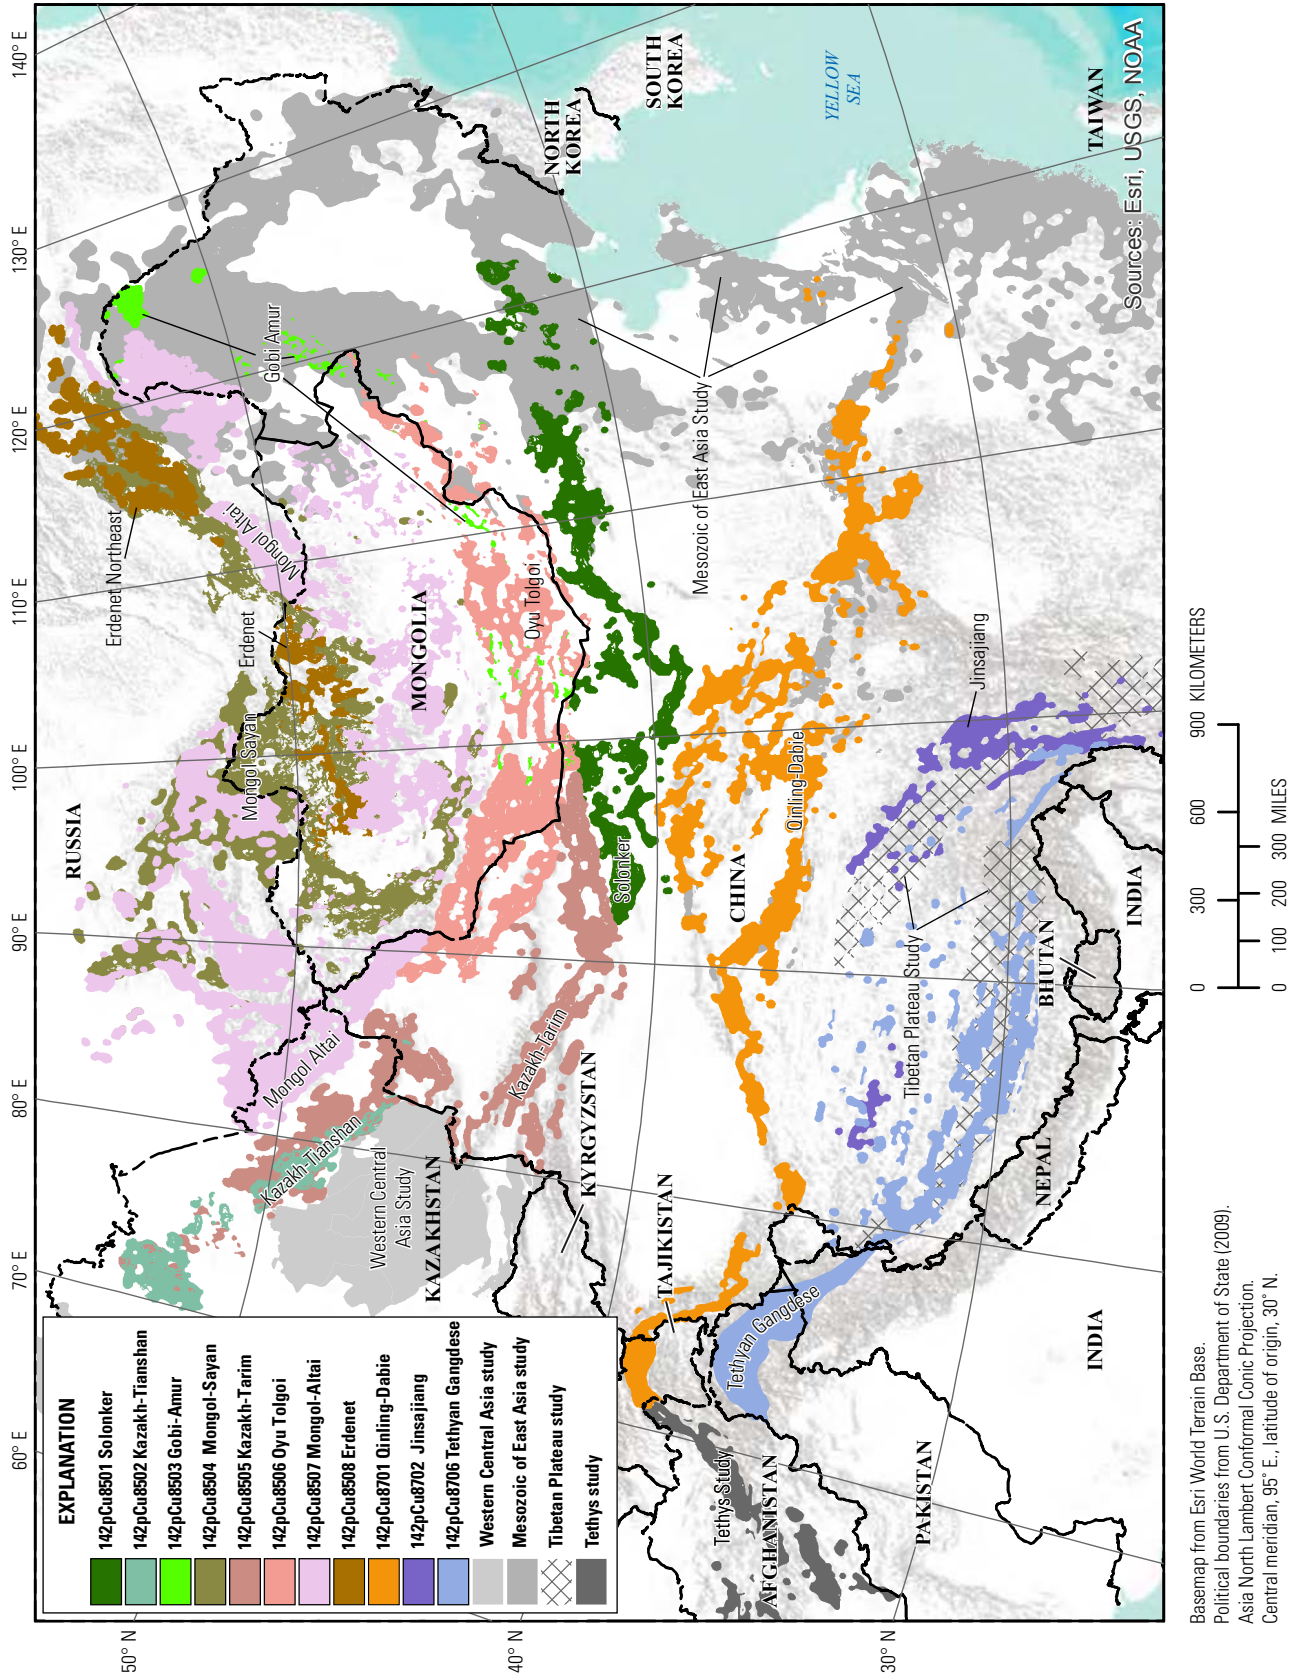 EXPLANATION
142pCu8501 Solonker
142pCu8502 Kazakh-Tianshan
142pCu8503 Gobi-Amur
142pCu8504 Mongol-Sayan
142pCu8505 Kazakh-Tarim
142pCu8506 Oyu Tolgoi
142pCu8507 Mongol-Altai
142pCu8508 Erdenet
142pCu8701 Qinling-Dabie
142pCu8702 Jinsajiang
142pCu8706 Tethyan Gangdese
Western Central Asia study
Mesozoic of East Asia study
Tibetan Plateau study
Tethys study
60° E
70° E
80° E
90° E
100° E
110° E
120° E
130° E
140° E
50° N
40° N
30° N
RUSSIA
Erdenet Northeast
Mongol Altai
Gobi Amur
Erdenet
Mongol Sayan
MONGOLIA
Oyu Tolgoi
Mongol Altai
Kazakh-Tianshan
Western Central
Asia Study
KAZAKHSTAN
Kazakh-Tarim
KYRGYZSTAN
TAJIKISTAN
Solonker
NORTH
KOREA
SOUTH
KOREA
YELLOW
SEA
TAIWAN
Mesozoic of East Asia Study
CHINA
Qinling-Dabie
Jinsajiang
Tibetan Plateau Study
Tethyan Gangdese
Tethys Study
AFGHANISTAN
PAKISTAN
INDIA
NEPAL
BHUTAN
INDIA
Sources: Esri, USGS, NOAA
Basemap from Esri World Terrain Base.
Political boundaries from U.S. Department of State (2009).
Asia North Lambert Conformal Conic Projection.
Central meridian, 95° E., latitude of origin, 30° N.
0 300 600 900 KILOMETERS
0 100 200 300 MILES